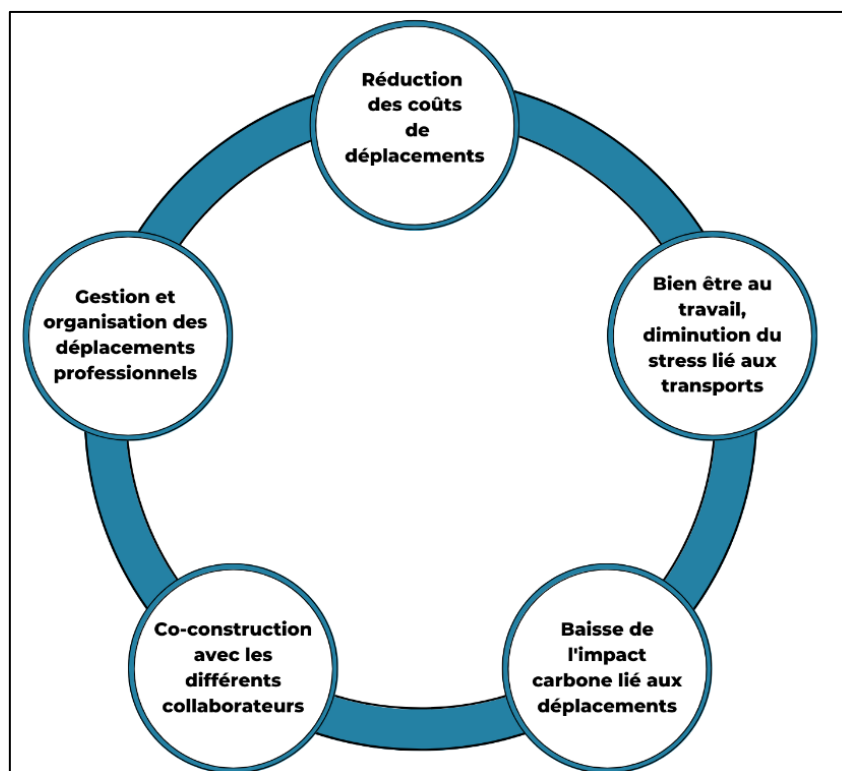 Réduction
des coûts
de
déplacements
Bien être au
travail,
diminution du
stress lié aux
transports
Baisse de
l'impact
carbone lié aux
déplacements
Co-construction
avec les
différents
collaborateurs
Gestion et
organisation des
déplacements
professionnels